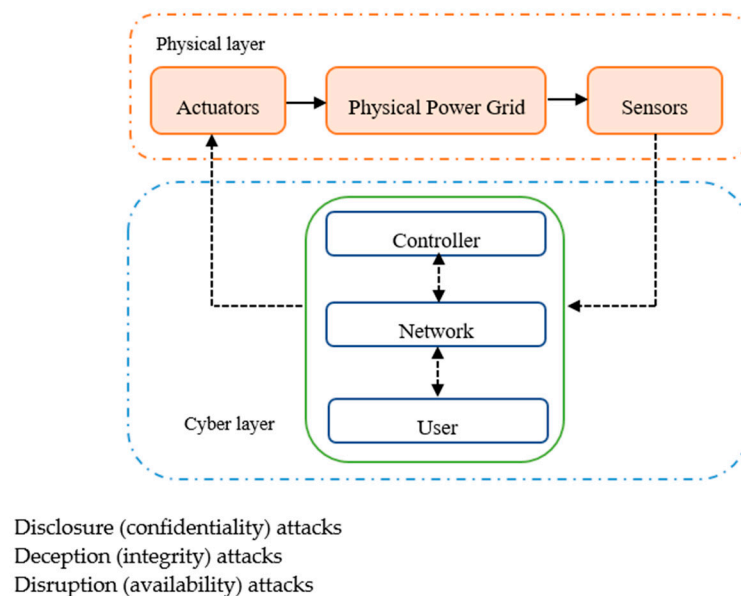 Physical layer
Actuators
Physical Power Grid
Sensors
Controller
Network
User
Cyber layer
Disclosure (confidentiality) attacks
Deception (integrity) attacks
Disruption (availability) attacks